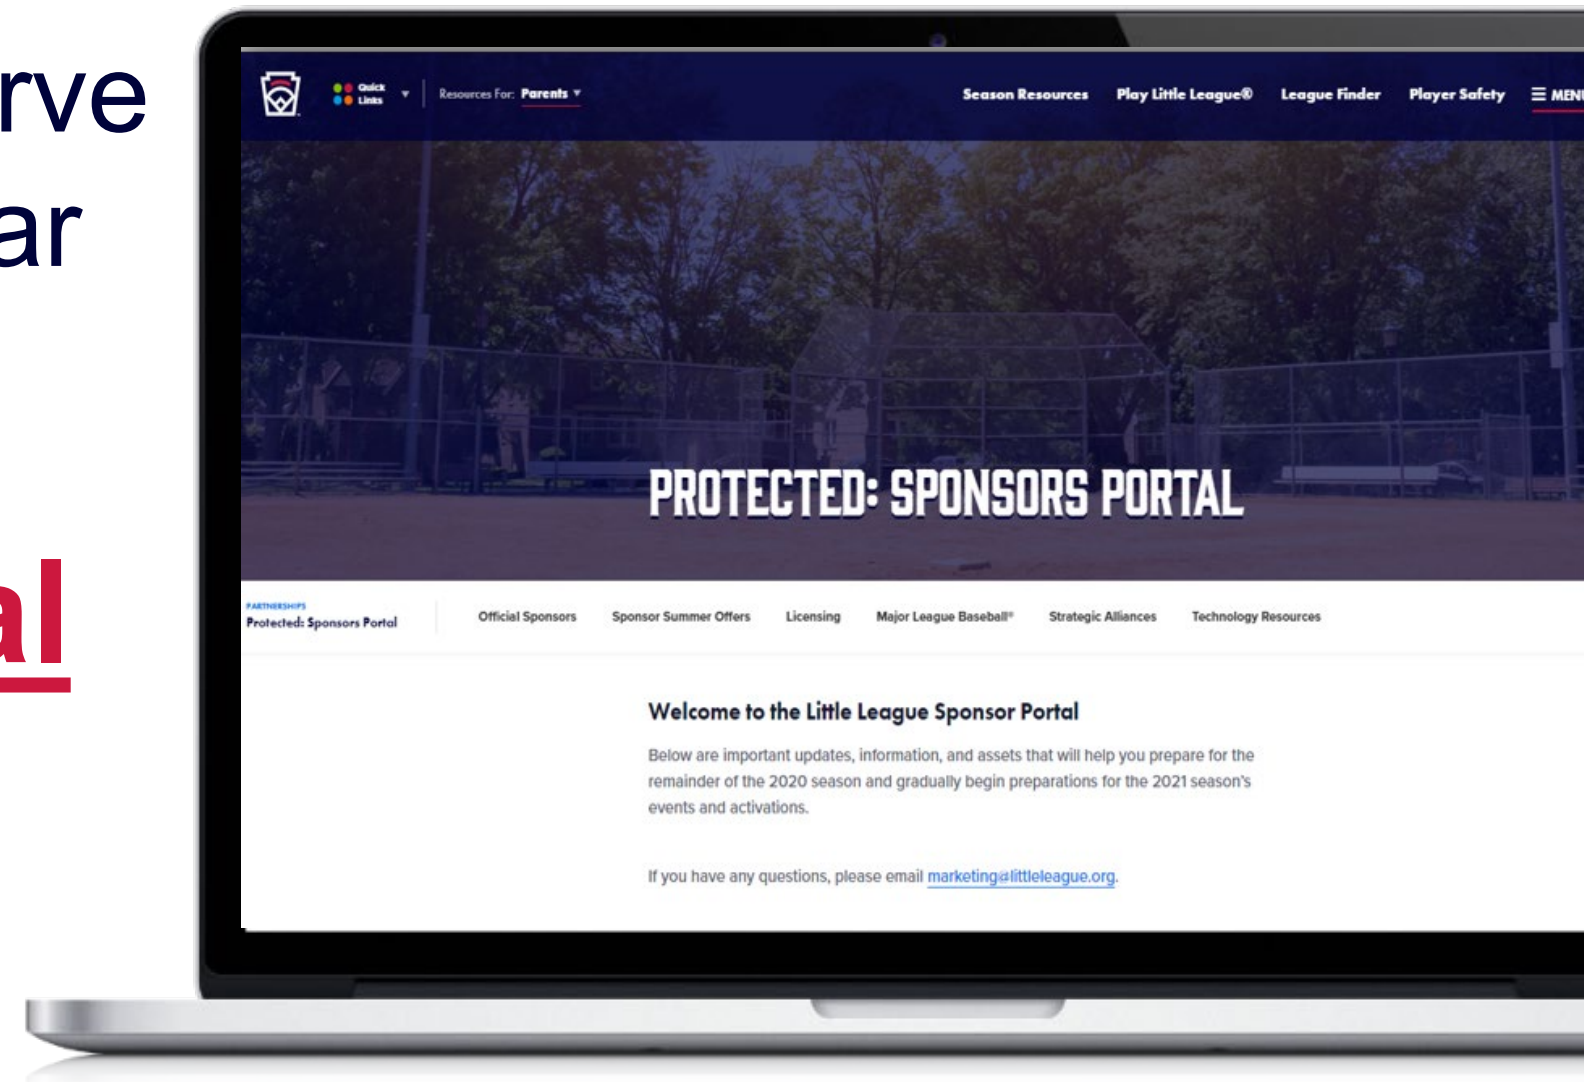 rve
ar
al
Quick
Links
Resources For: Parents
Season Resources
Play Little League®
League Finder
Player Safety
MENU
PROTECTED: SPONSORS PORTAL
PARTNERSHIPS
Protected: Sponsors Portal
Official Sponsors
Sponsor Summer Offers
Licensing
Major League Baseball®
Strategic Alliances
Technology Resources
Welcome to the Little League Sponsor Portal
Below are important updates, information, and assets that will help you prepare for the
remainder of the 2020 season and gradually begin preparations for the 2021 season's
events and activations.
If you have any questions, please email marketing@littleleague.org.